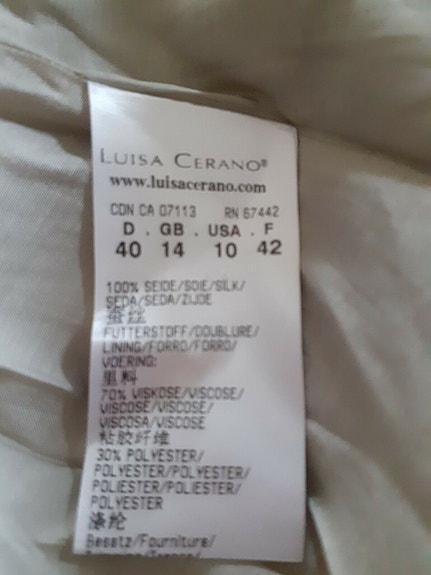 LUISA CERANO®
www.luisacerano.com
CDN CA 07113 RN 67442
D . GB . USA . F
40 14 10 42
100% SEIDE/SOIE/SILK/
SEDA/SEDA/ZIJDE
蚕丝
FUTTERSTOFF/DOUBLURE/
LINING/FORRO/FORRO/
VOERING:
里料
70% VISKOSE/VISCOSE/
VISCOSE/VISCOSE/
VISCOSA/VISCOSE
粘胶纤维
30% POLYESTER/
POLYESTER/POLYESTER/
POLIESTER/POLIESTER/
POLYESTER
涤纶
Besatz/Fourniture/